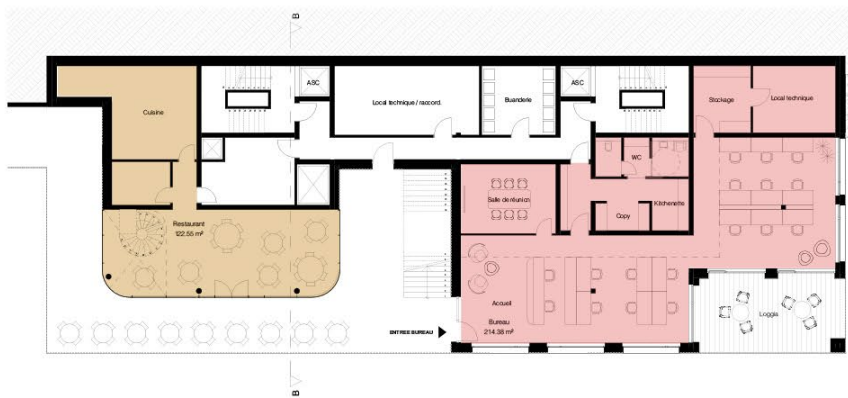 B
ASC
ASC
Local technique / raccord.
Buanderie
Stockage
Local technique
Cuisine
WC
Salle de réunion
Copy
Kitchenette
Restaurant
122.55 m²
Accueil
Bureau
214.38 m²
Loggia
ENTREE BUREAU
B